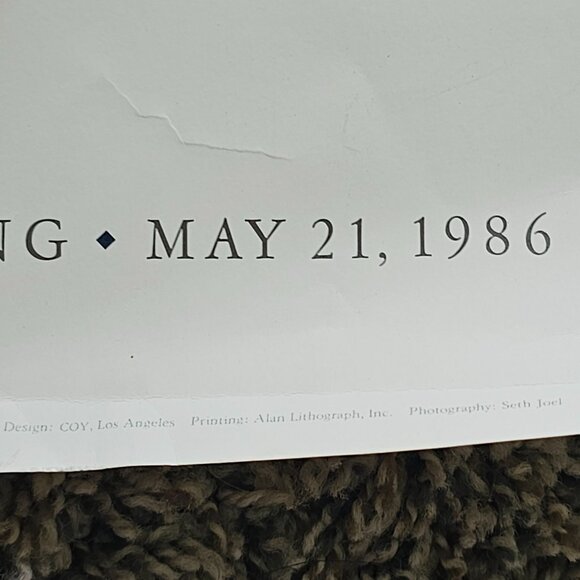 NG ◆ MAY 21, 1986
Design: COY, Los Angeles Printing: Alan Lithograph, Inc. Photography: Seth Joel